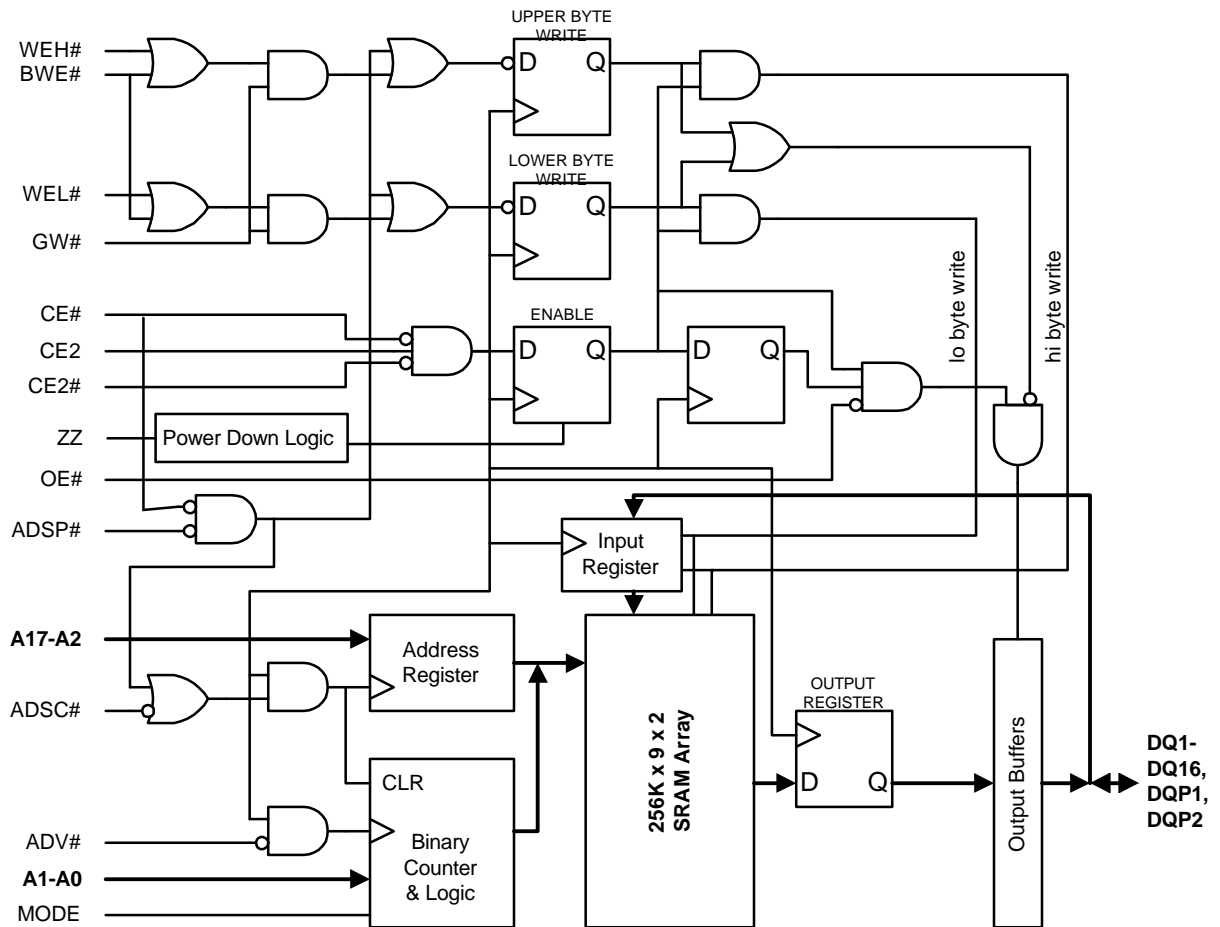 UPPER BYTE
WRITE
WEH#
BWE#
D
Q
LOWER BYTE
WRITE
WEL#
D
Q
GW#
lo byte write
hi byte write
CE#
ENABLE
CE2
D
Q
D
Q
CE2#
ZZ
Power Down Logic
OE#
ADSP#
Input
Register
A17-A2
Address
Register
ADSC#
OUTPUT
REGISTER
256K x 9 x 2
SRAM Array
Output Buffers
DQ1-
DQ16,
DQP1,
DQP2
CLR
D
Q
ADV#
Binary
Counter
& Logic
A1-A0
MODE